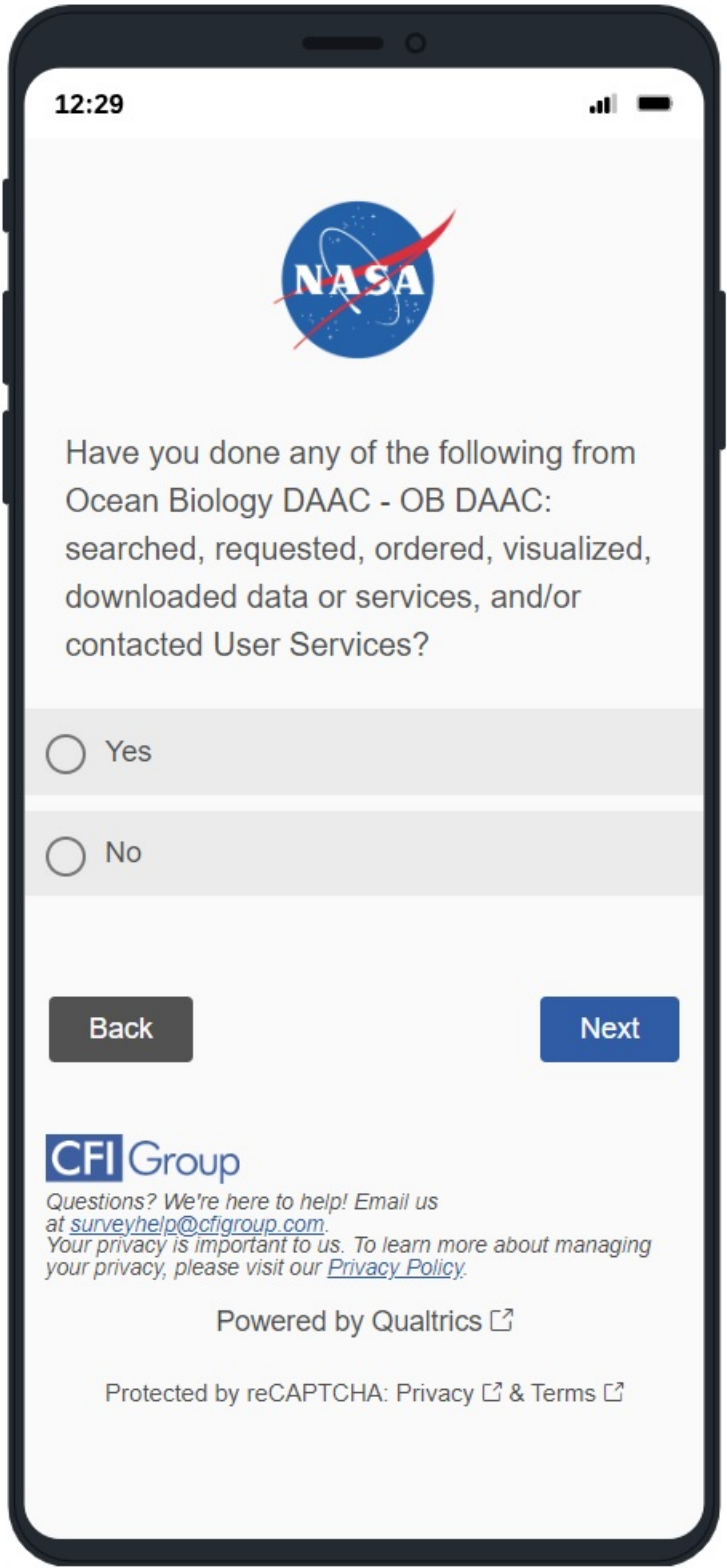 12:29
NASA
Have you done any of the following from
Ocean Biology DAAC - OB DAAC:
searched, requested, ordered, visualized,
downloaded data or services, and/or
contacted User Services?
Yes
No
Back
Next
CFI Group
Questions? We're here to help! Email us
at surveyhelp@cfigroup.com.
Your privacy is important to us. To learn more about managing
your privacy, please visit our Privacy Policy.
Powered by Qualtrics
Protected by reCAPTCHA: Privacy & Terms